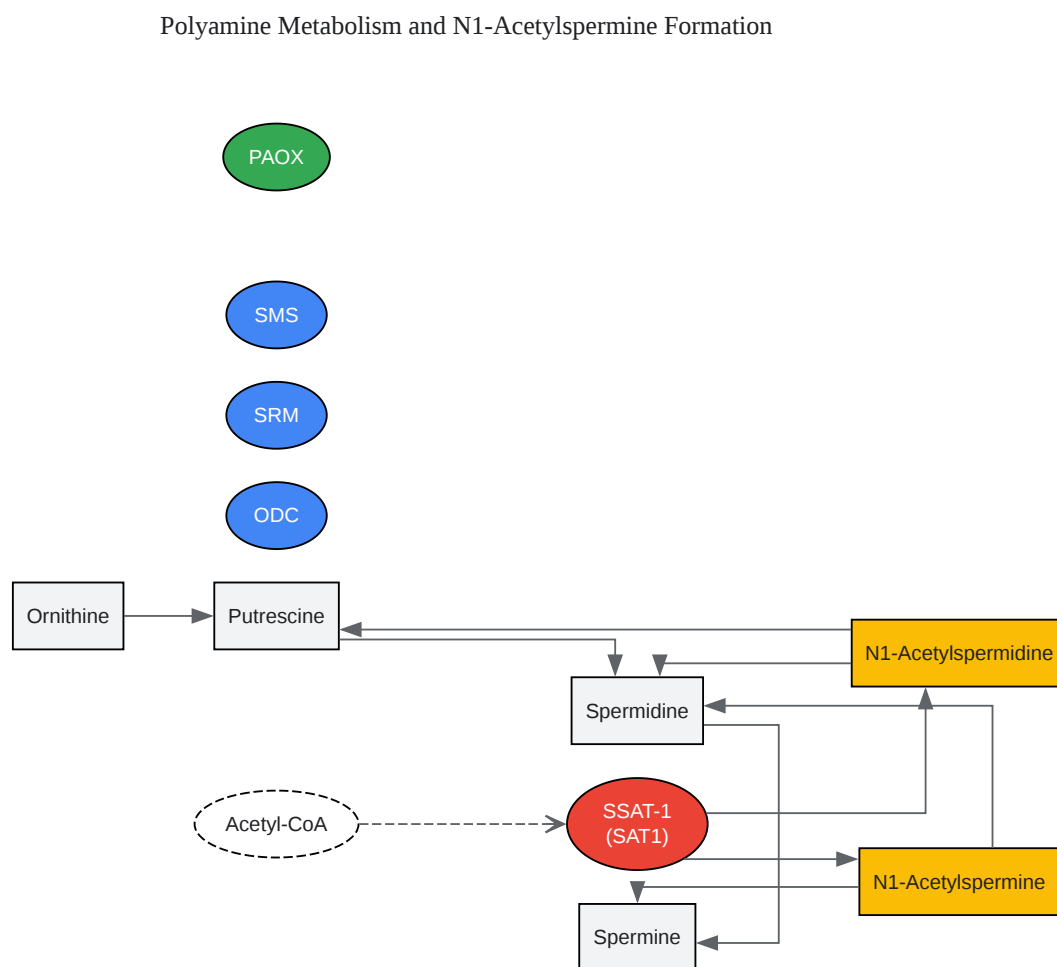 Polyamine Metabolism and N1-Acetylspermine Formation
PAOX
SMS
SRM
ODC
Ornithine
Putrescine
N1-Acetylspermidine
Spermidine
Acetyl-CoA
SSAT-1
(SAT1)
N1-Acetylspermine
Spermine